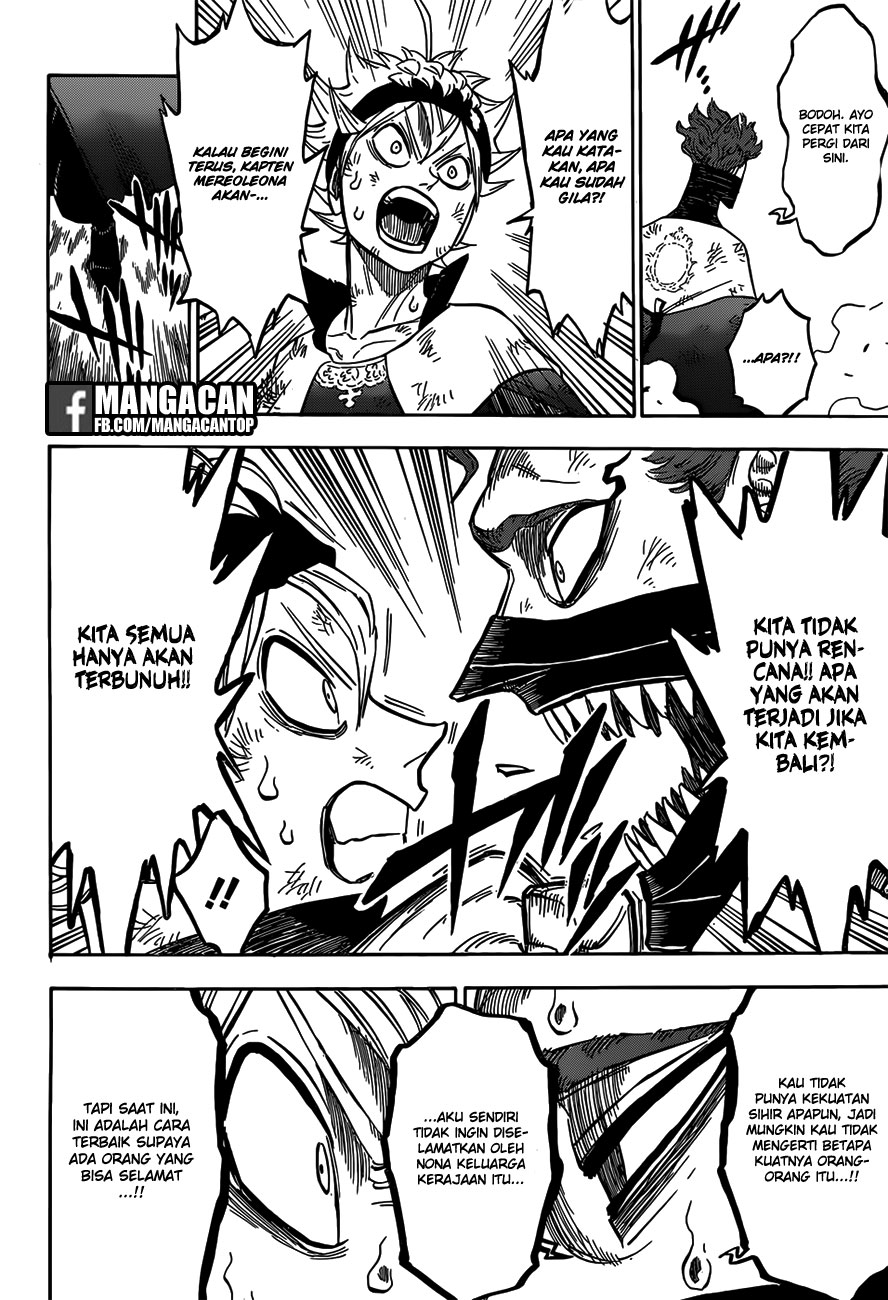 BODOH. AYO
CEPAT KITA
PERGI DARI
SINI.
...APA?!!
APA YANG
KAU KATA-
KAN, APA
KAU SUDAH
GILA?!
KALAU BEGINI
TERUS, KAPTEN
MEREOLEONA
AKAN-...
f MANGACAN
FB.COM/MANGACANTOP
KITA TIDAK
PUNYA REN-
CANA!! APA
YANG AKAN
TERJADI JIKA
KITA KEM-
BALI?!
KITA SEMUA
HANYA AKAN
TERBUNUH!!
!!
KAU TIDAK
PUNYA KEKUATAN
SIHIR APAPUN, JADI
MUNGKIN KAU TIDAK
MENGERTI BETAPA
KUATNYA ORANG-
ORANG ITU...!!
...AKU SENDIRI
TIDAK INGIN DISE-
LAMATKAN OLEH
NONA KELUARGA
KERAJAAN ITU...
TAPI SAAT INI,
INI ADALAH CARA
TERBAIK SUPAYA
ADA ORANG YANG
BISA SELAMAT
...!!